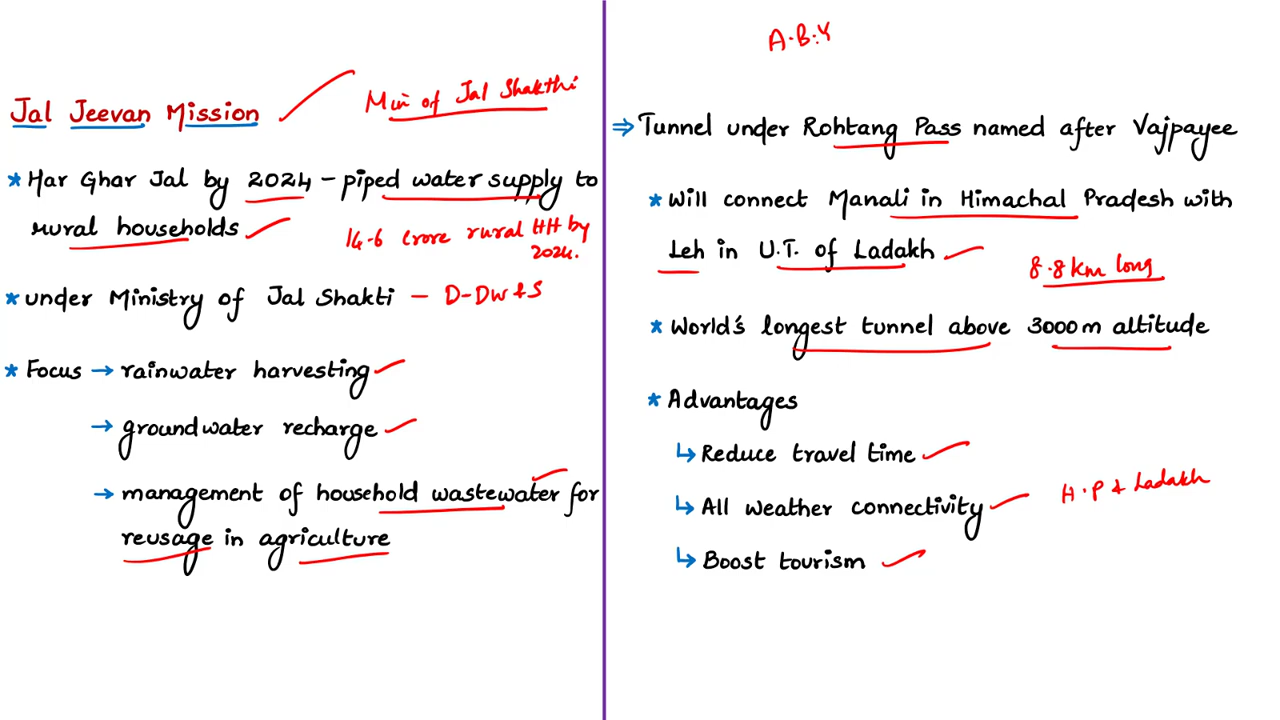 Jal Jeevan Mission
Min of Jal Shakthi
* Har Ghar Jal by 2024 - piped water supply to
rural households
14.6 crore rural HH by
2024.
* under Ministry of Jal Shakti - D-DW&S
* Focus → rainwater harvesting
→ groundwater recharge
→ management of household wastewater for
reusage in agriculture
A.B.Y
⇒ Tunnel under Rohtang Pass named after Vajpayee
* Will connect Manali in Himachal Pradesh with
Leh in U.T. of Ladakh
8.8 km long
* World's longest tunnel above 3000m altitude
* Advantages
↳ Reduce travel time
↳ All weather connectivity
H.P & Ladakh
↳ Boost tourism